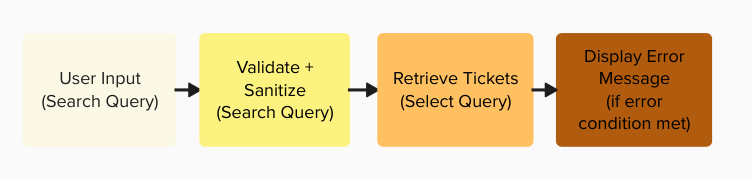 User Input
(Search Query)
Validate +
Sanitize
(Search Query)
Retrieve Tickets
(Select Query)
Display Error
Message
(if error
condition met)